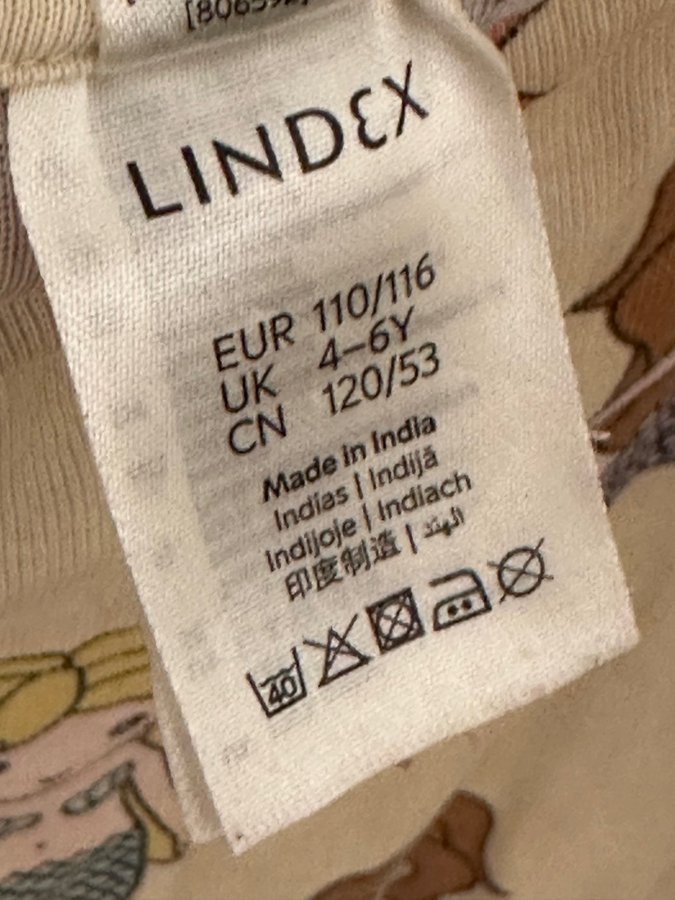 LINDEX
EUR 110/116
UK 4–6Y
CN 120/53
Made in India
Indias | Indijā
Indijoje | Indiach
印度制造 | الهند
40